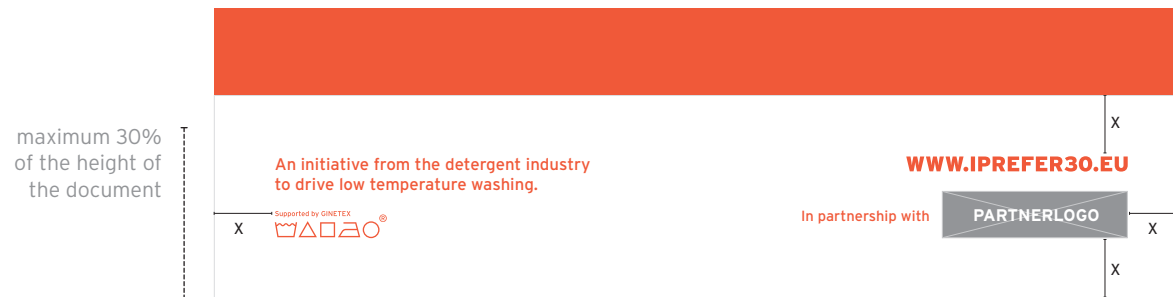 maximum 30%
of the height of
the document
X
An initiative from the detergent industry
to drive low temperature washing.
Supported by GINETEX
®
X
WWW.IPREFER30.EU
In partnership with
PARTNERLOGO
X
X